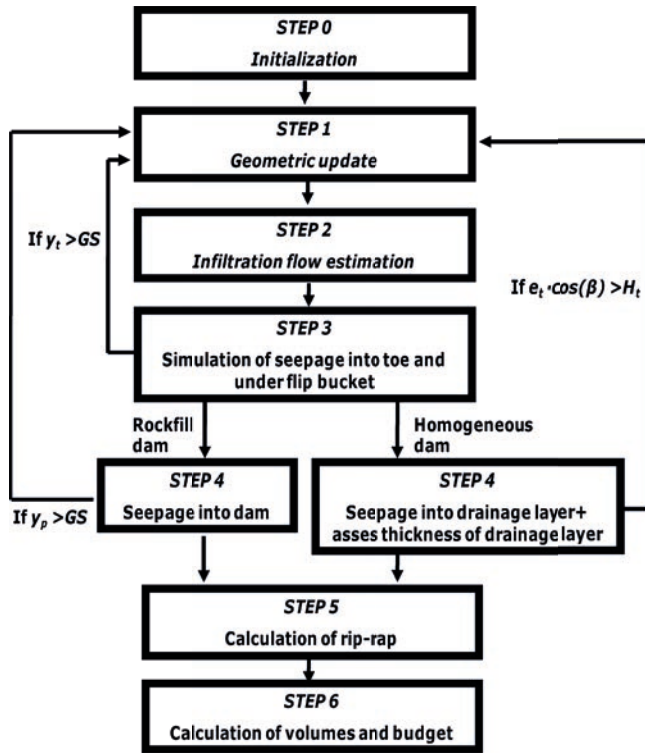 STEP 0
Initialization
STEP 1
Geometric update
If y_t >GS
STEP 2
Infiltration flow estimation
If e_t ·cos(β) >H_t
STEP 3
Simulation of seepage into toe and
under flip bucket
Rockfill
dam
Homogeneous
dam
STEP 4
Seepage into dam
If y_p >GS
STEP 4
Seepage into drainage layer+
asses thickness of drainage layer
STEP 5
Calculation of rip-rap
STEP 6
Calculation of volumes and budget